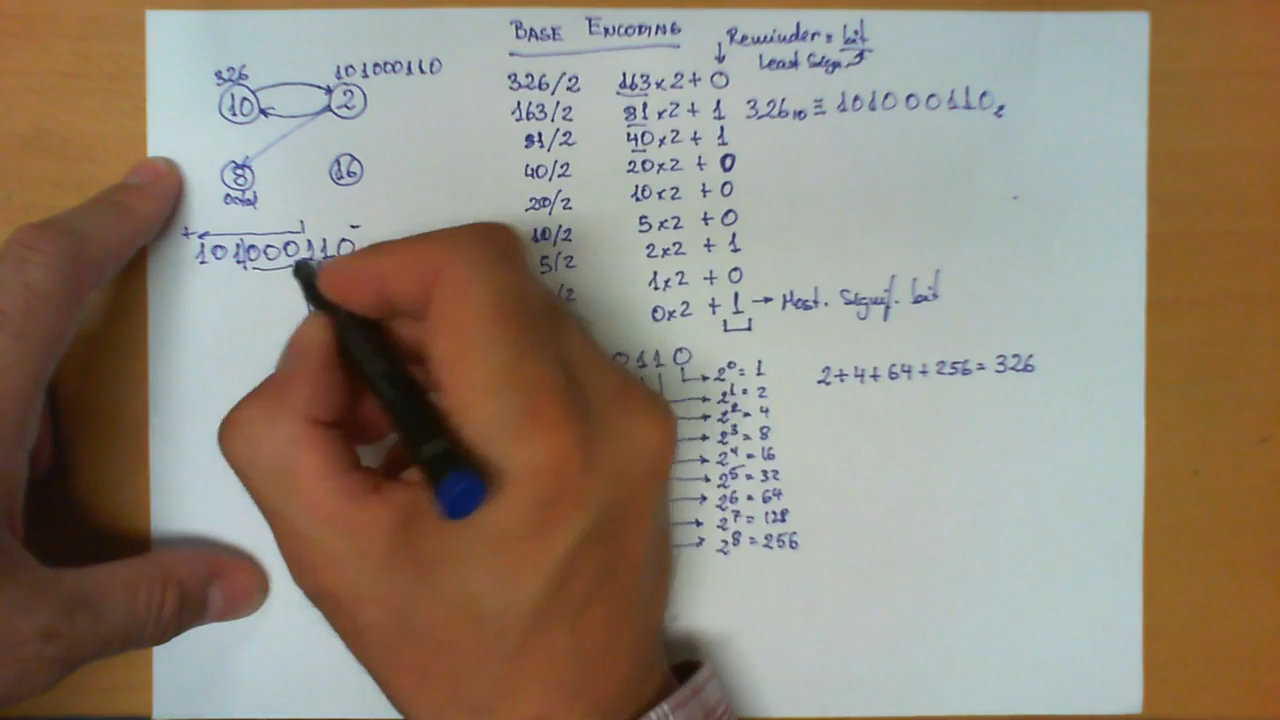 BASE ENCODING
Reminder = bit
Least Sign.
326
101000110
10
2
8
octal
16
+ 101000110 -
326/2 163x2+0
163/2 81x2+1
81/2 40x2+1
40/2 20x2+0
20/2 10x2+0
10/2 5x2+0
5/2 2x2+1
/2 1x2+0
0x2+1 → Most. Signif. bit
326₁₀ ≡ 101000110₂
0110
2⁰=1
2¹=2
2²=4
2³=8
2⁴=16
2⁵=32
26=64
2⁷=128
2⁸=256
2+4+64+256=326